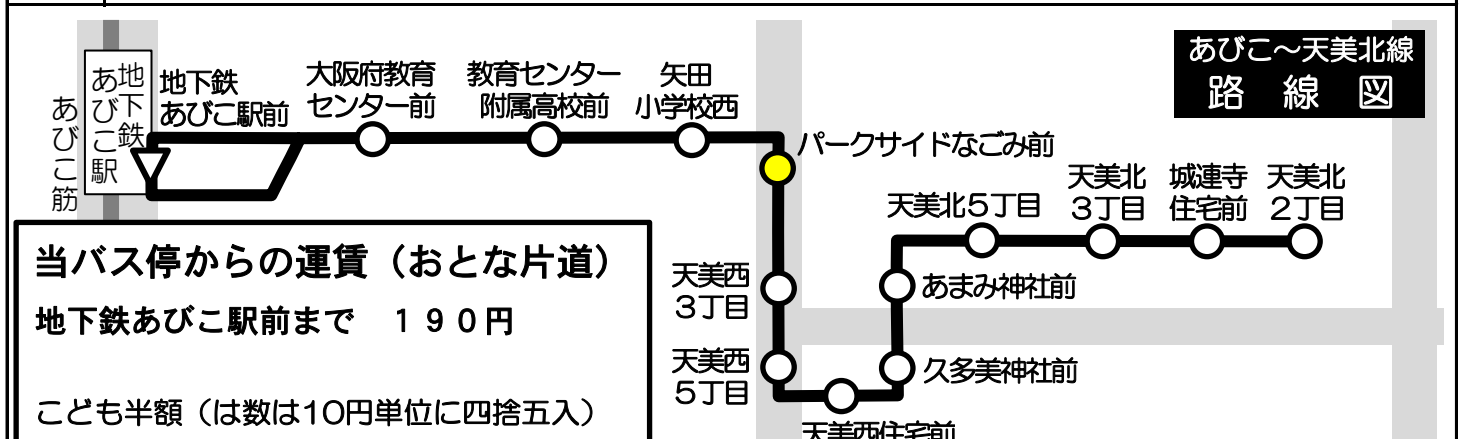 あびこ～天美北線
路線図
あびこ筋
地下鉄
あびこ駅
地下鉄
あびこ駅前
大阪府教育
センター前
教育センター
附属高校前
矢田
小学校西
パークサイドなごみ前
天美西
3丁目
天美西
5丁目
天美西住宅前
久多美神社前
あまみ神社前
天美北5丁目
天美北
3丁目
城連寺
住宅前
天美北
2丁目
当バス停からの運賃（おとな片道）
地下鉄あびこ駅前まで　１９０円
こども半額（は数は10円単位に四捨五入）